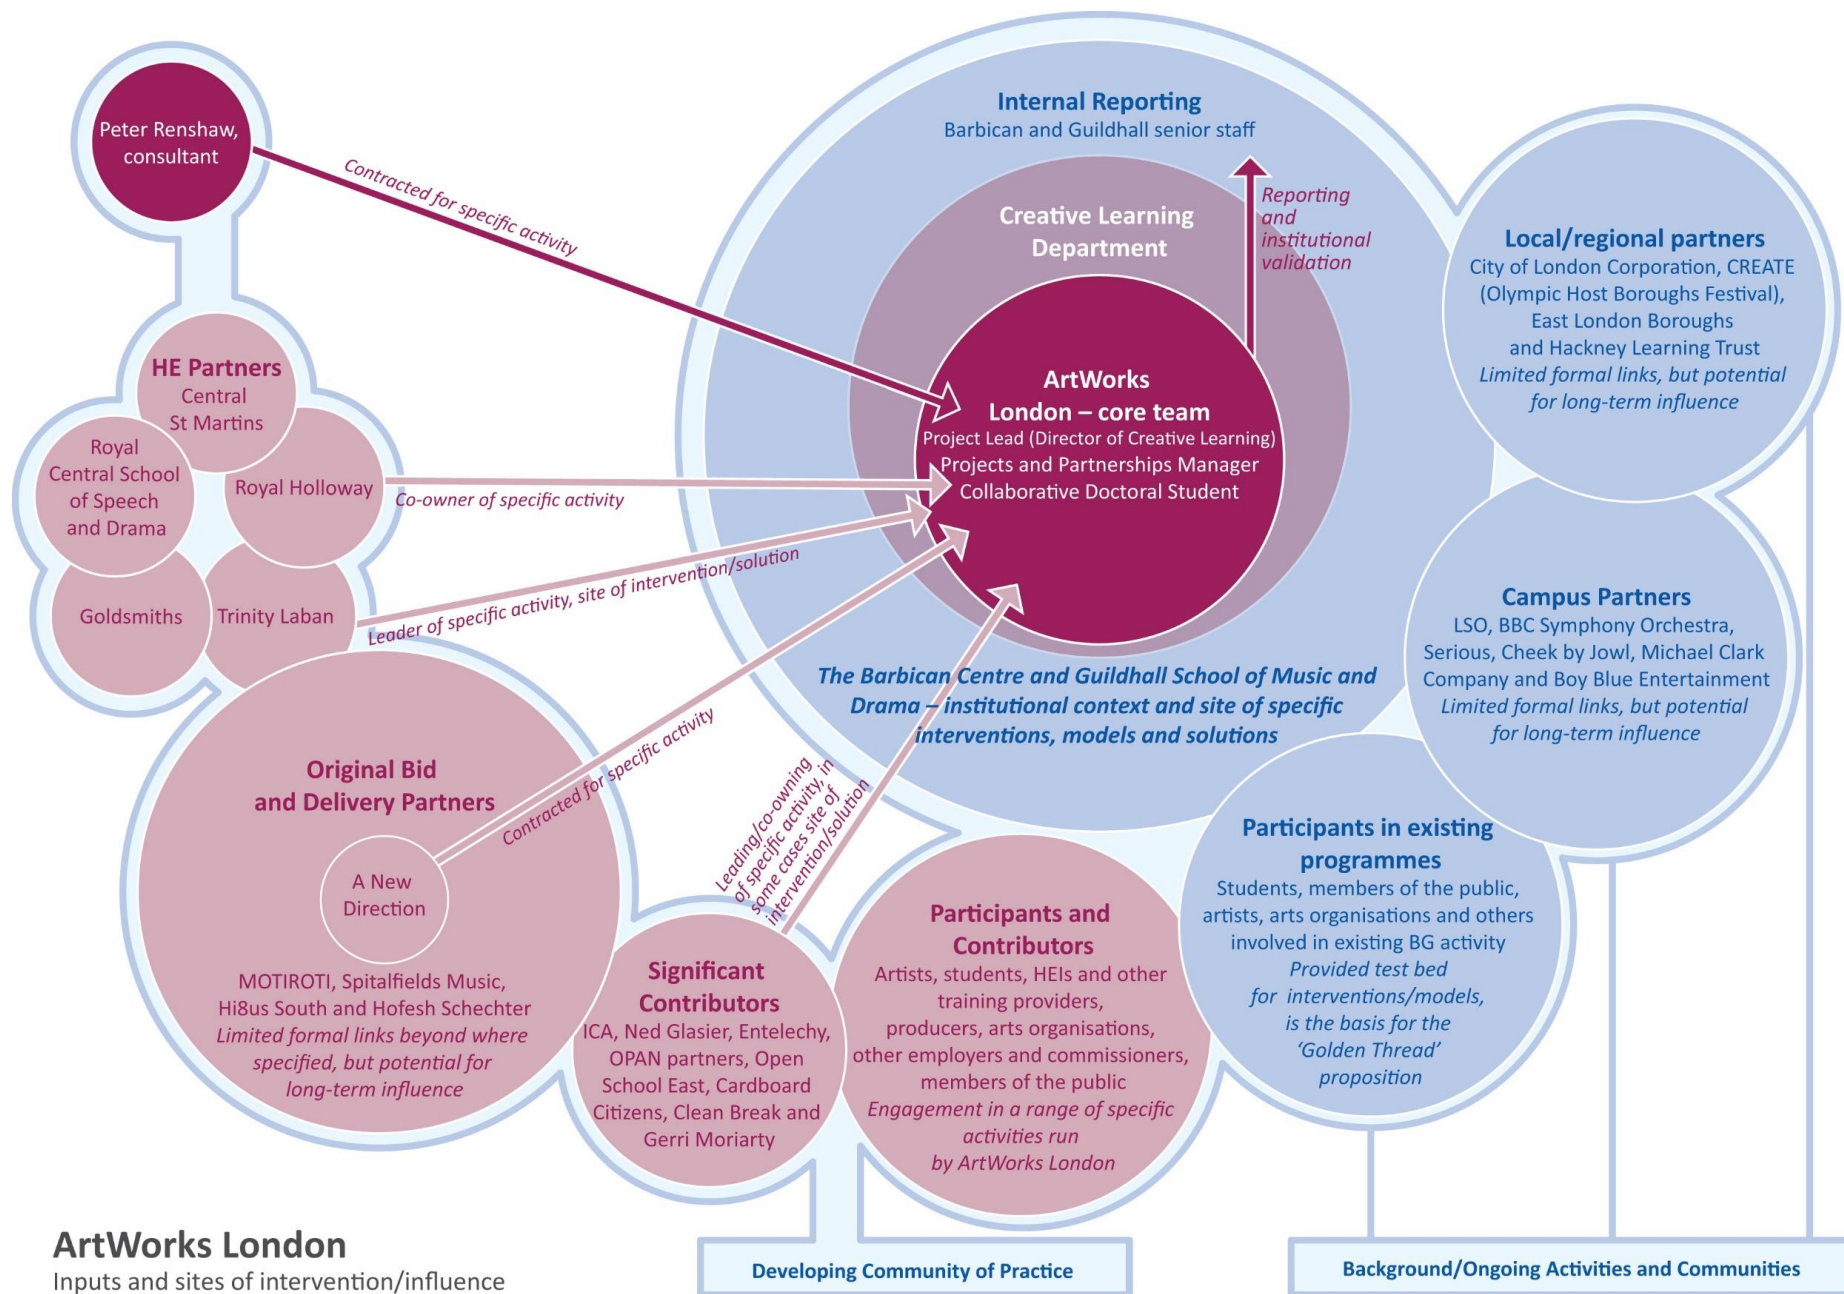 Peter Renshaw,
consultant
Contracted for specific activity
HE Partners
Central
St Martins
Royal
Central School
of Speech
and Drama
Royal Holloway
Goldsmiths
Trinity Laban
Co-owner of specific activity
Leader of specific activity, site of intervention/solution
Original Bid
and Delivery Partners
A New
Direction
MOTIROTI, Spitalfields Music,
Hi8us South and Hofesh Schechter
Limited formal links beyond where
specified, but potential for
long-term influence
Contracted for specific activity
Leading/co-owning
of specific activity, in
some cases site of
intervention/solution
Significant
Contributors
ICA, Ned Glasier, Entelechy,
OPAN partners, Open
School East, Cardboard
Citizens, Clean Break and
Gerri Moriarty
Participants and
Contributors
Artists, students, HEIs and other
training providers,
producers, arts organisations,
other employers and commissioners,
members of the public
Engagement in a range of specific
activities run
by ArtWorks London
Internal Reporting
Barbican and Guildhall senior staff
Creative Learning
Department
Reporting
and
institutional
validation
ArtWorks
London – core team
Project Lead (Director of Creative Learning)
Projects and Partnerships Manager
Collaborative Doctoral Student
The Barbican Centre and Guildhall School of Music and
Drama – institutional context and site of specific
interventions, models and solutions
Local/regional partners
City of London Corporation, CREATE
(Olympic Host Boroughs Festival),
East London Boroughs
and Hackney Learning Trust
Limited formal links, but potential
for long-term influence
Campus Partners
LSO, BBC Symphony Orchestra,
Serious, Cheek by Jowl, Michael Clark
Company and Boy Blue Entertainment
Limited formal links, but potential
for long-term influence
Participants in existing
programmes
Students, members of the public,
artists, arts organisations and others
involved in existing BG activity
Provided test bed
for interventions/models,
is the basis for the
‘Golden Thread’
proposition
ArtWorks London
Inputs and sites of intervention/influence
Developing Community of Practice
Background/Ongoing Activities and Communities